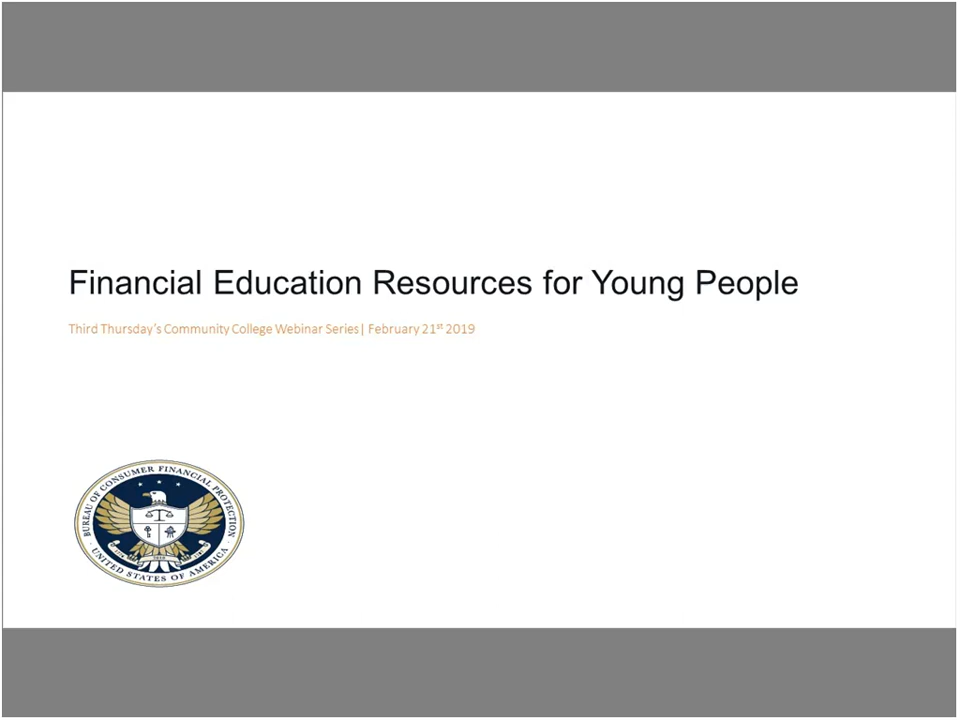 Financial Education Resources for Young People
Third Thursday's Community College Webinar Series| February 21st 2019
BUREAU OF CONSUMER FINANCIAL PROTECTION
UNITED STATES OF AMERICA